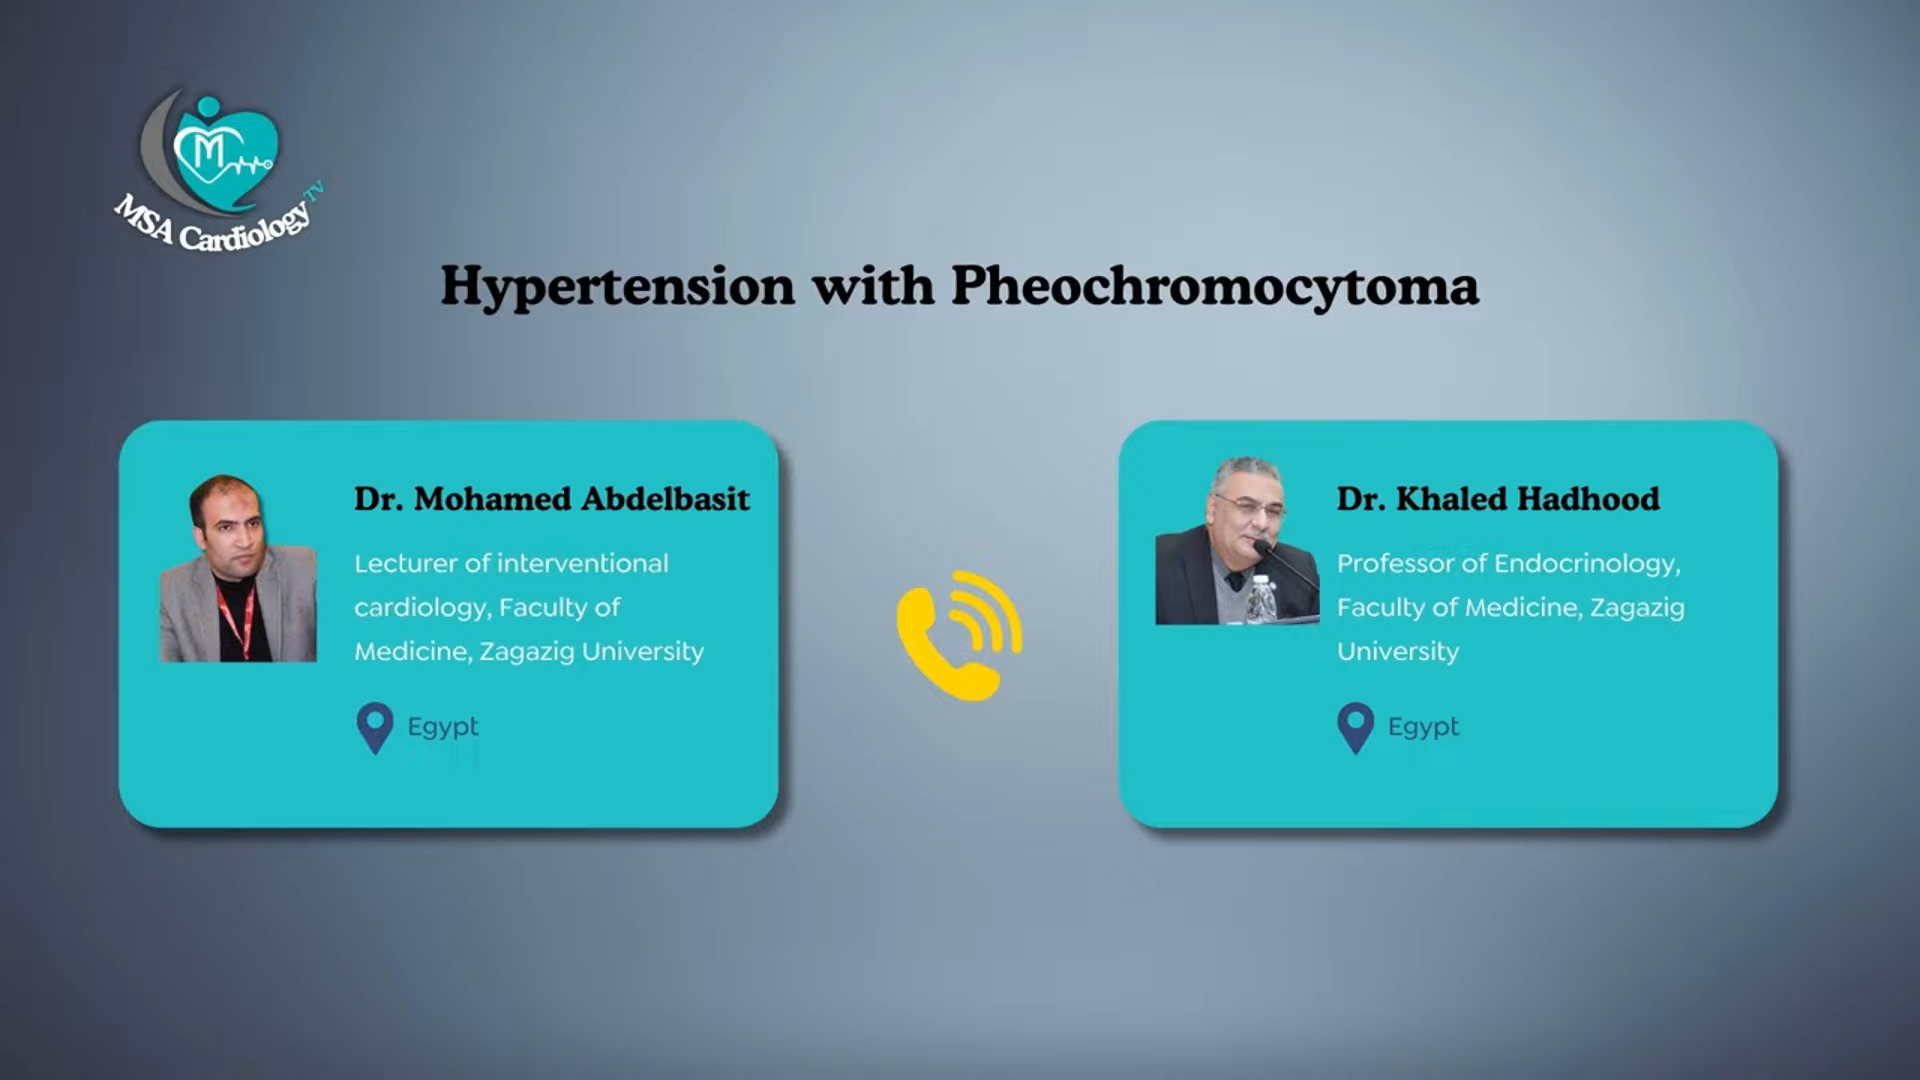 M
MSA Cardiology TV
Hypertension with Pheochromocytoma
Dr. Mohamed Abdelbasit
Lecturer of interventional
cardiology, Faculty of
Medicine, Zagazig University
Egypt
Dr. Khaled Hadhood
Professor of Endocrinology,
Faculty of Medicine, Zagazig
University
Egypt